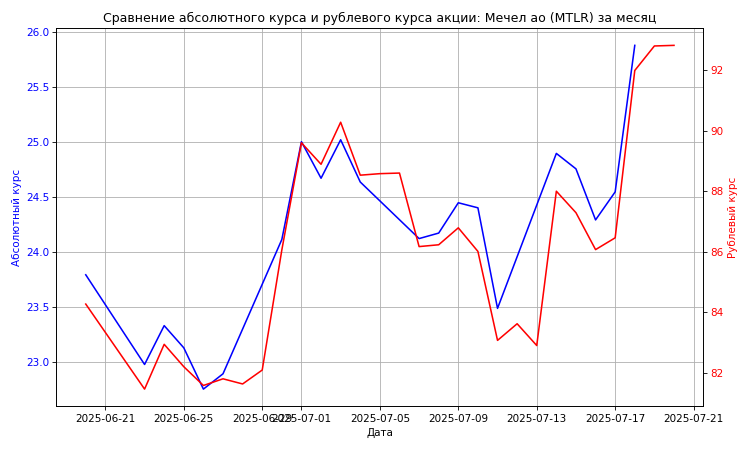 Сравнение абсолютного курса и рублевого курса акции: Мечел ао (MTLR) за месяц
26.0
25.5
25.0
24.5
24.0
23.5
23.0
Абсолютный курс
92
90
88
86
84
82
Рублевый курс
2025-06-21 2025-06-25 2025-06-29 2025-07-01 2025-07-05 2025-07-09 2025-07-13 2025-07-17 2025-07-21
Дата